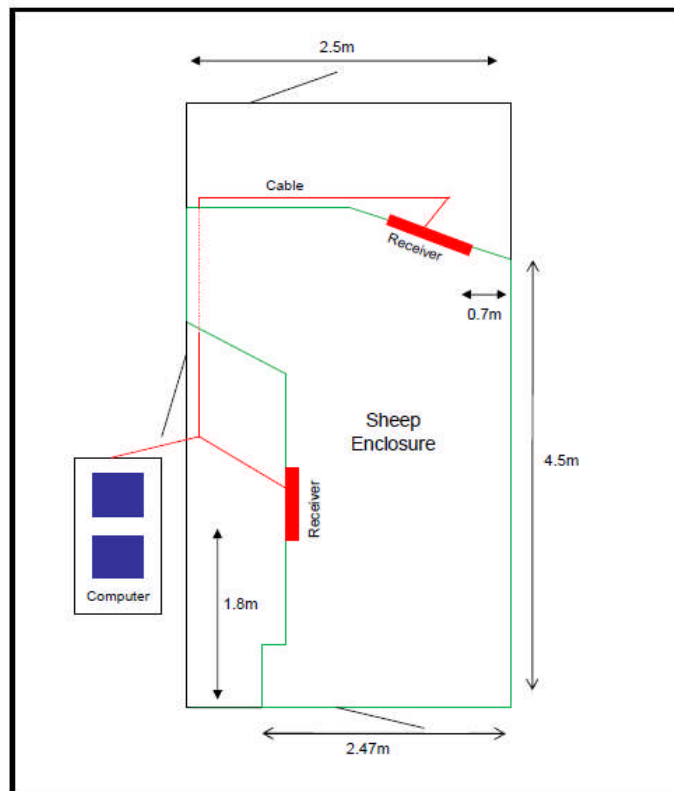 2.5m
Cable
Receiver
0.7m
Sheep
Enclosure
4.5m
Receiver
Computer
1.8m
2.47m